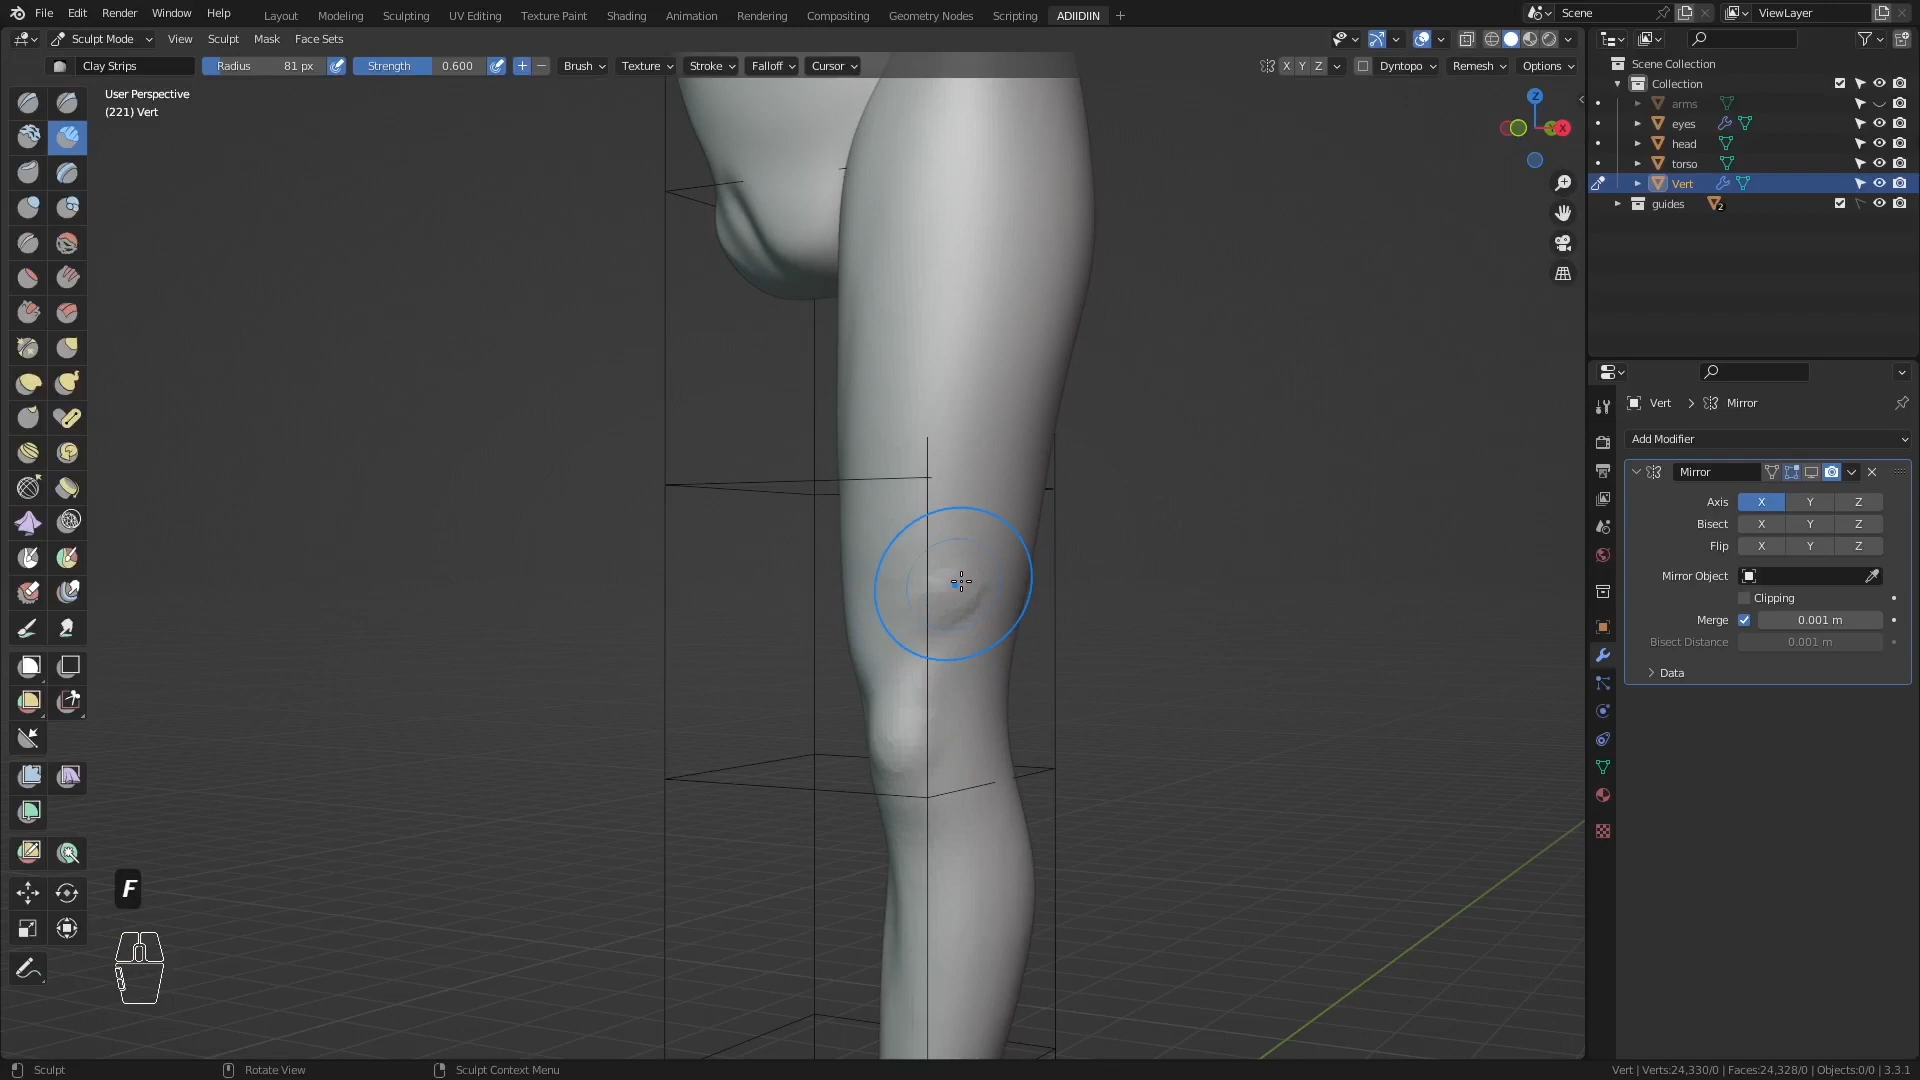 File Edit Render Window Help Layout Modeling Sculpting UV Editing Texture Paint Shading Animation Rendering Compositing Geometry Nodes Scripting ADIIDIIN Scene ViewLayer
Sculpt Mode View Sculpt Mask Face Sets
Clay Strips Radius 81 px Strength 0.600 Brush Texture Stroke Falloff Cursor X Y Z Dyntopo Remesh Options
User Perspective
(221) Vert
Z
X
F
Scene Collection
Collection
arms
eyes
head
torso
Vert
guides 2
Vert Mirror
Add Modifier
Mirror
Axis X Y Z
Bisect X Y Z
Flip X Y Z
Mirror Object
Clipping
Merge 0.001 m
Bisect Distance 0.001 m
Data
Sculpt Rotate View Sculpt Context Menu Vert | Verts:24,330/0 | Faces:24,328/0 | Objects:0/0 | 3.3.1